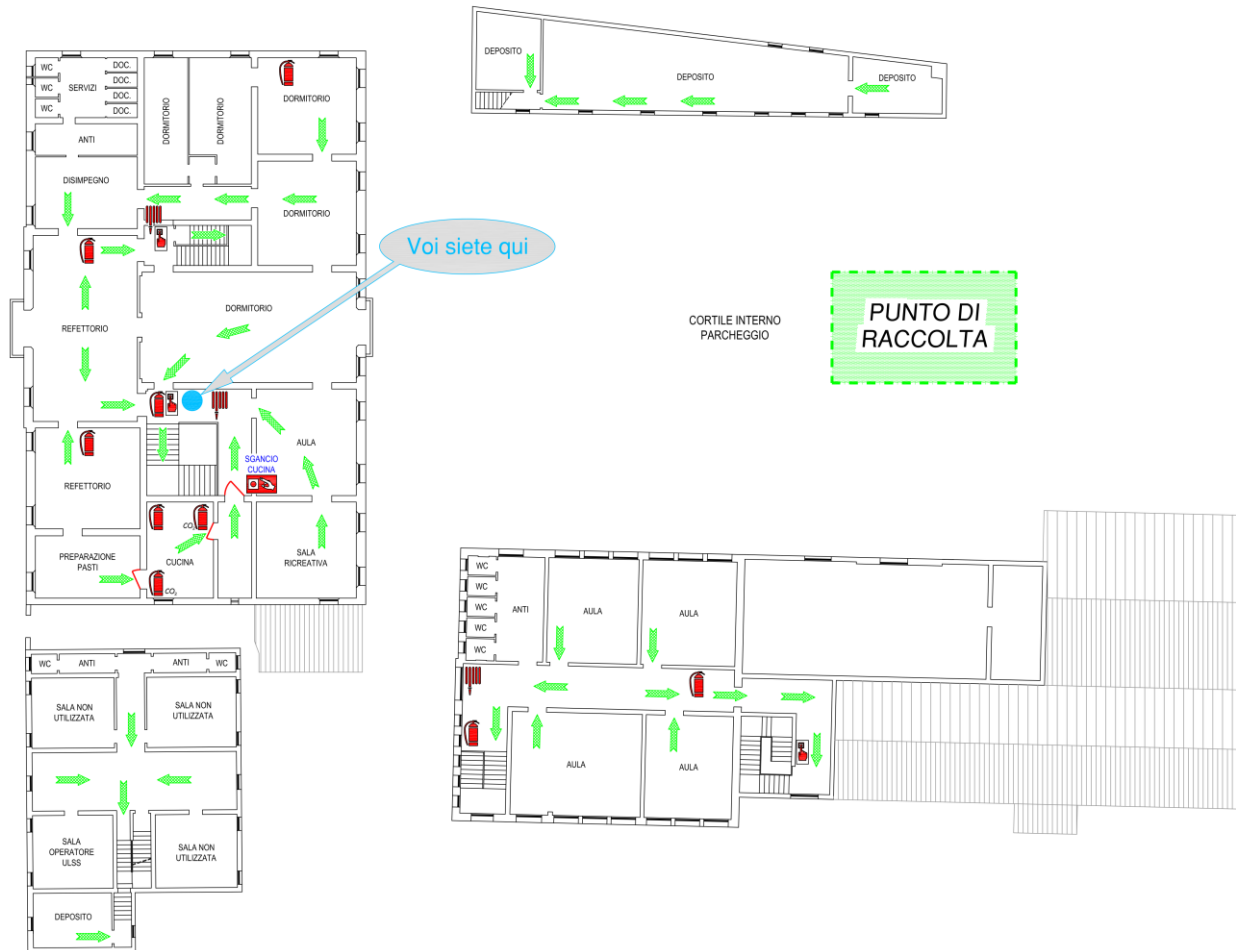 DEPOSITO
DEPOSITO
DEPOSITO
WC
WC
WC
SERVIZI
DOC.
DOC.
DOC.
DOC.
ANTI
DORMITORIO
DORMITORIO
DORMITORIO
DISIMPEGNO
DORMITORIO
Voi siete qui
REFETTORIO
DORMITORIO
CORTILE INTERNO
PARCHEGGIO
PUNTO DI
RACCOLTA
AULA
SGANCIO
CUCINA
REFETTORIO
CO2
PREPARAZIONE
PASTI
CUCINA
CO2
SALA
RICREATIVA
WC
ANTI
ANTI
WC
SALA NON
UTILIZZATA
SALA NON
UTILIZZATA
SALA
OPERATORE
ULSS
SALA NON
UTILIZZATA
DEPOSITO
WC
WC
WC
WC
WC
ANTI
AULA
AULA
AULA
AULA